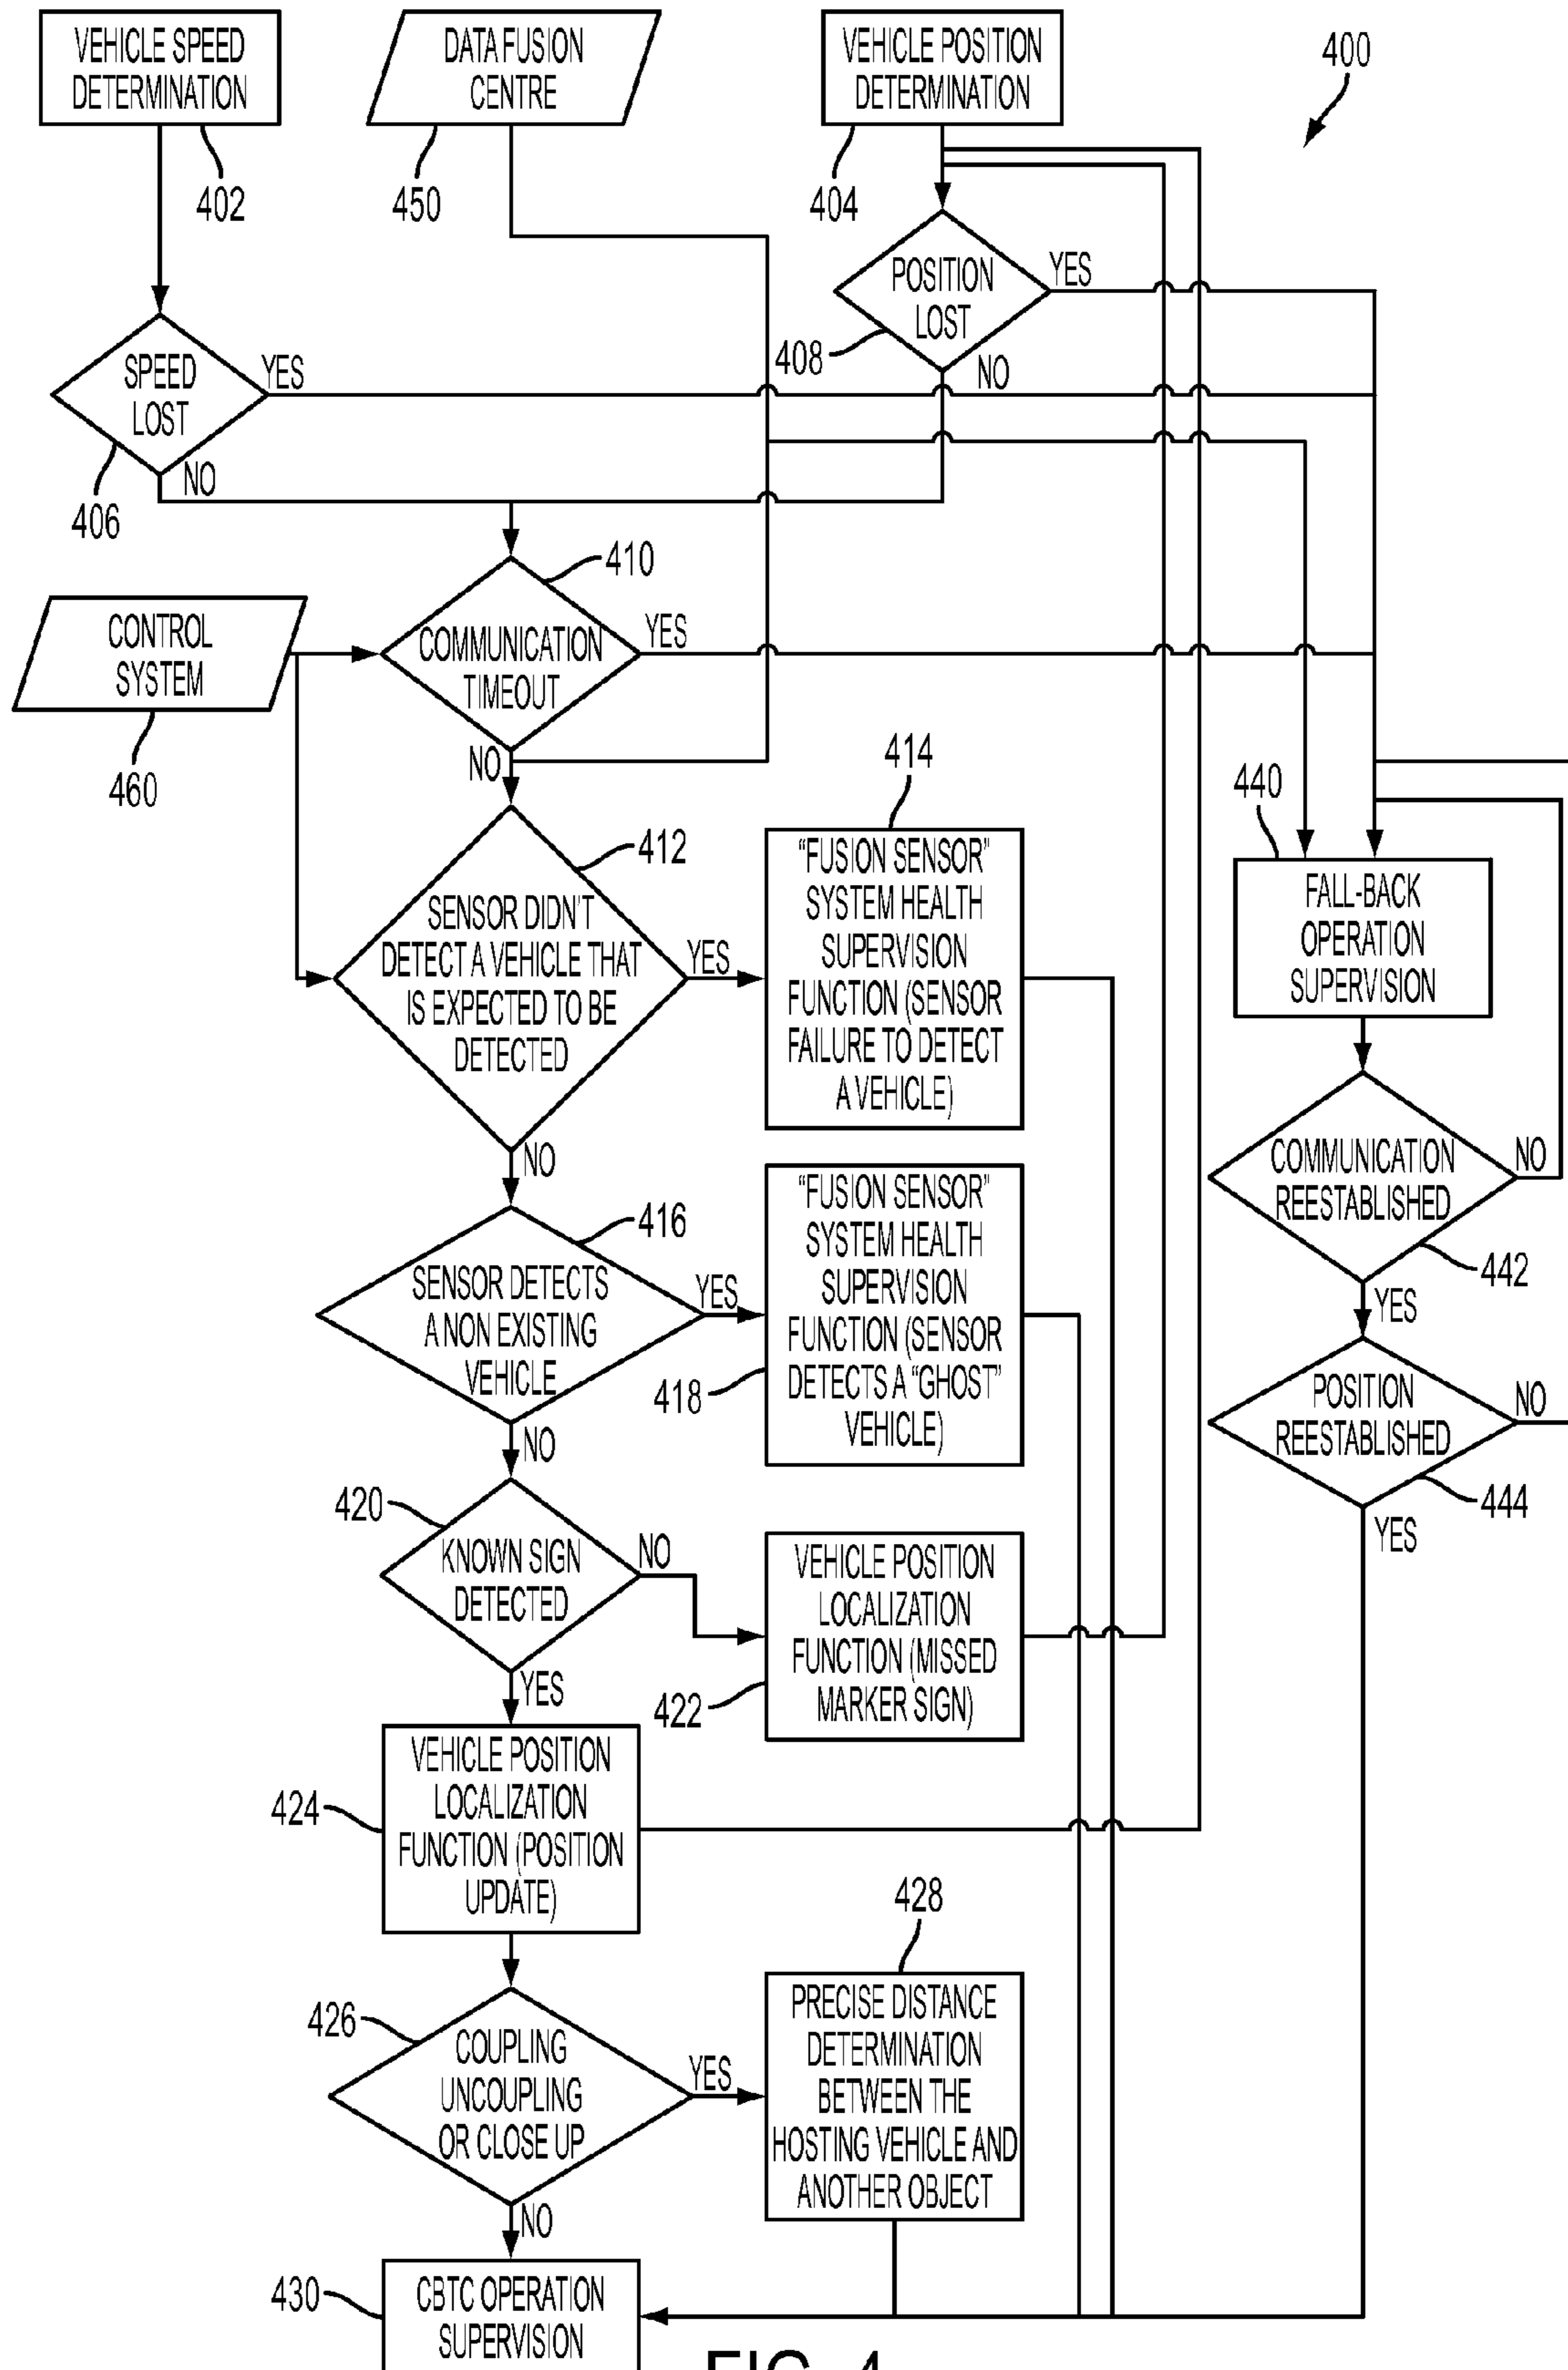 VEHICLE SPEED
DETERMINATION
402
DATA FUSION
CENTRE
450
VEHICLE POSITION
DETERMINATION
404
400
POSITION
LOST
YES
408
NO
SPEED
LOST
YES
406
NO
410
CONTROL
SYSTEM
460
COMMUNICATION
TIMEOUT
YES
NO
412
SENSOR DIDN'T
DETECT A VEHICLE THAT
IS EXPECTED TO BE
DETECTED
YES
NO
414
"FUSION SENSOR"
SYSTEM HEALTH
SUPERVISION
FUNCTION (SENSOR
FAILURE TO DETECT
A VEHICLE)
440
FALL-BACK
OPERATION
SUPERVISION
COMMUNICATION
REESTABLISHED
NO
442
YES
416
SENSOR DETECTS
A NON EXISTING
VEHICLE
YES
NO
"FUSION SENSOR"
SYSTEM HEALTH
SUPERVISION
FUNCTION (SENSOR
DETECTS A "GHOST"
VEHICLE)
418
POSITION
REESTABLISHED
NO
444
YES
420
KNOWN SIGN
DETECTED
NO
YES
VEHICLE POSITION
LOCALIZATION
FUNCTION (MISSED
MARKER SIGN)
422
VEHICLE POSITION
LOCALIZATION
FUNCTION (POSITION
UPDATE)
424
426
COUPLING
UNCOUPLING
OR CLOSE UP
YES
NO
428
PRECISE DISTANCE
DETERMINATION
BETWEEN THE
HOSTING VEHICLE AND
ANOTHER OBJECT
430
CBTC OPERATION
SUPERVISION
FIG. 4